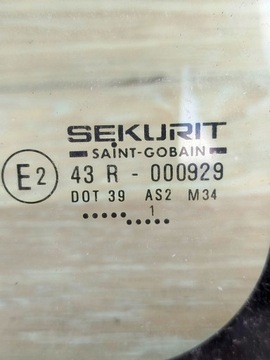 SEKURIT
SAINT-GOBAIN
E2 43 R - 000929
DOT 39 AS2 M34
1